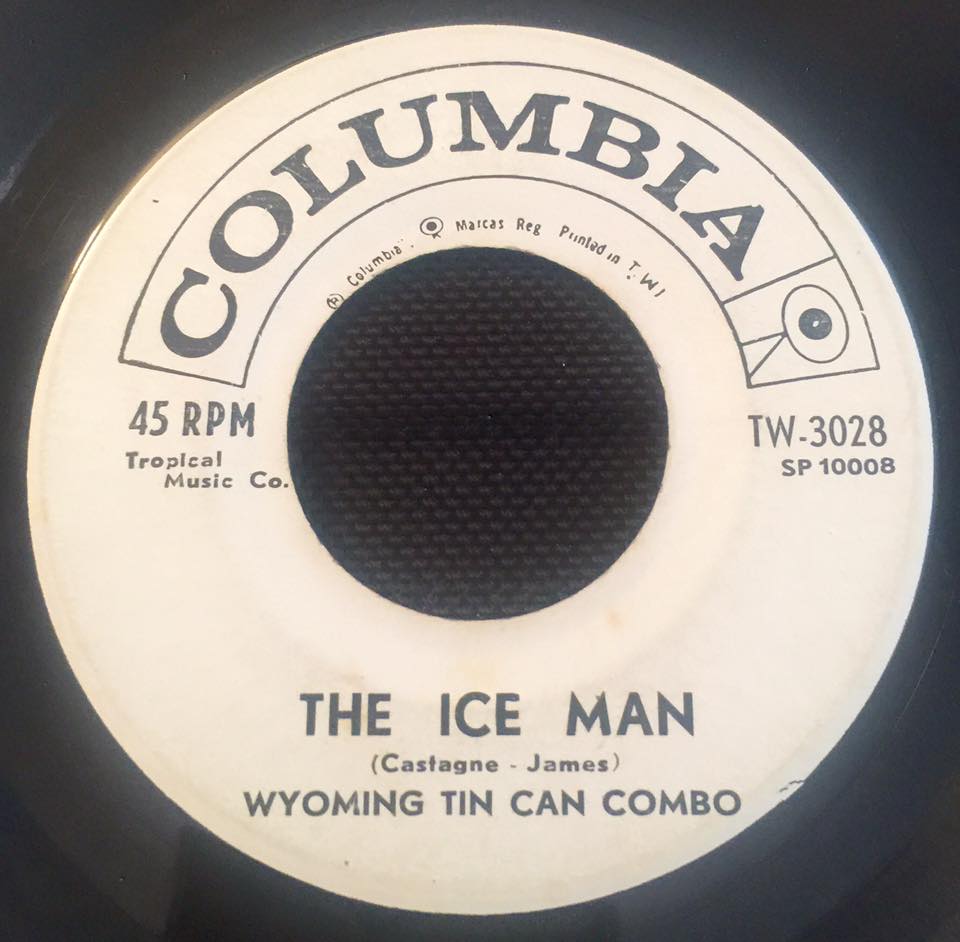 COLUMBIA
Ⓡ Columbia". Marcas Reg Printed in T.W I
45 RPM
Tropical
Music Co.
TW-3028
SP 10008
THE ICE MAN
(Castagne - James)
WYOMING TIN CAN COMBO